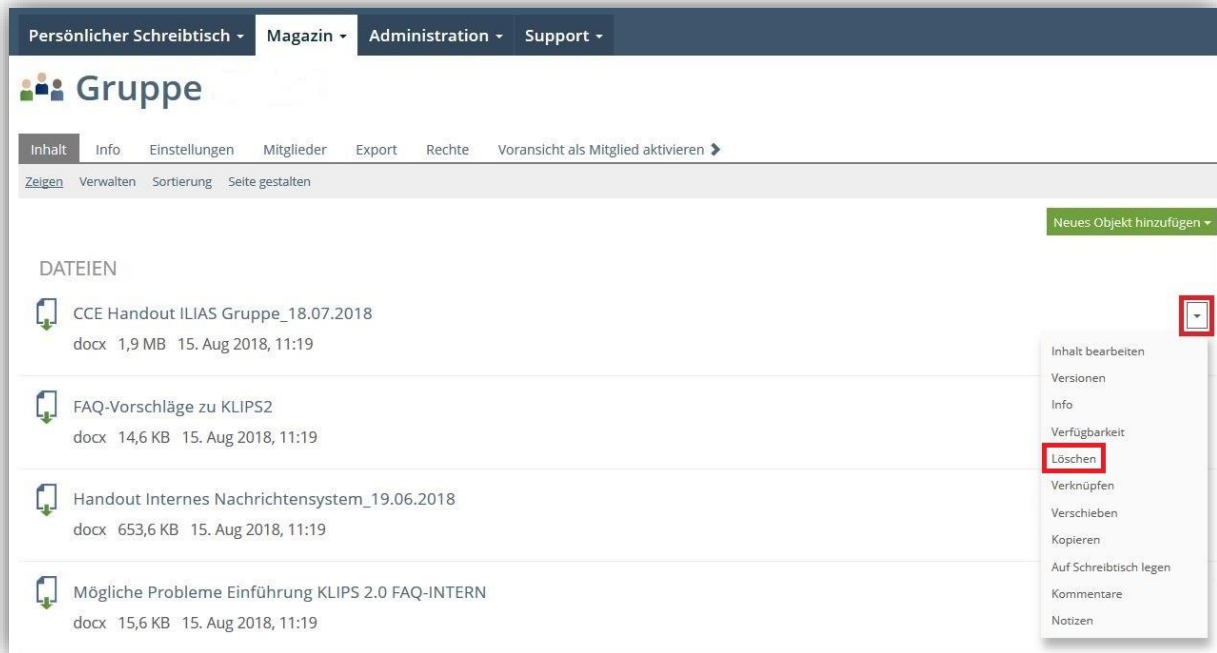 Persönlicher Schreibtisch Magazin Administration Support
Gruppe
Inhalt Info Einstellungen Mitglieder Export Rechte Voransicht als Mitglied aktivieren
Zeigen Verwalten Sortierung Seite gestalten
Neues Objekt hinzufügen
DATEIEN
CCE Handout ILIAS Gruppe_18.07.2018
docx 1,9 MB 15. Aug 2018, 11:19
FAQ-Vorschläge zu KLIPS2
docx 14,6 KB 15. Aug 2018, 11:19
Handout Internes Nachrichtensystem_19.06.2018
docx 653,6 KB 15. Aug 2018, 11:19
Mögliche Probleme Einführung KLIPS 2.0 FAQ-INTERN
docx 15,6 KB 15. Aug 2018, 11:19
Inhalt bearbeiten
Versionen
Info
Verfügbarkeit
Löschen
Verknüpfen
Verschieben
Kopieren
Auf Schreibtisch legen
Kommentare
Notizen